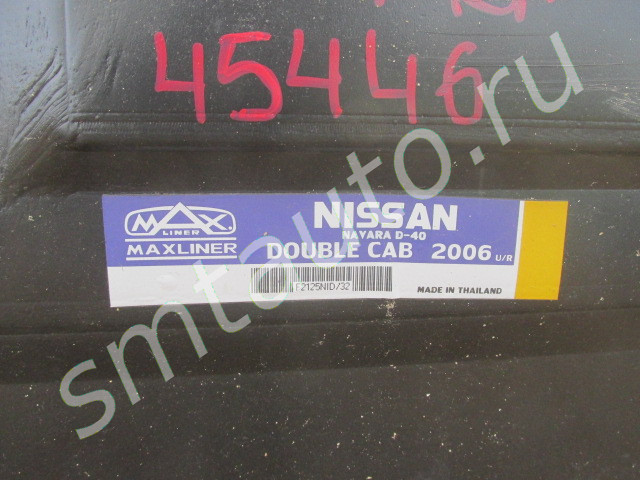 45446
MAX
LINER
MAXLINER
NISSAN
NAVARA D-40
DOUBLE CAB 2006 U/R
F2125NID/32
MADE IN THAILAND
smtauto.ru